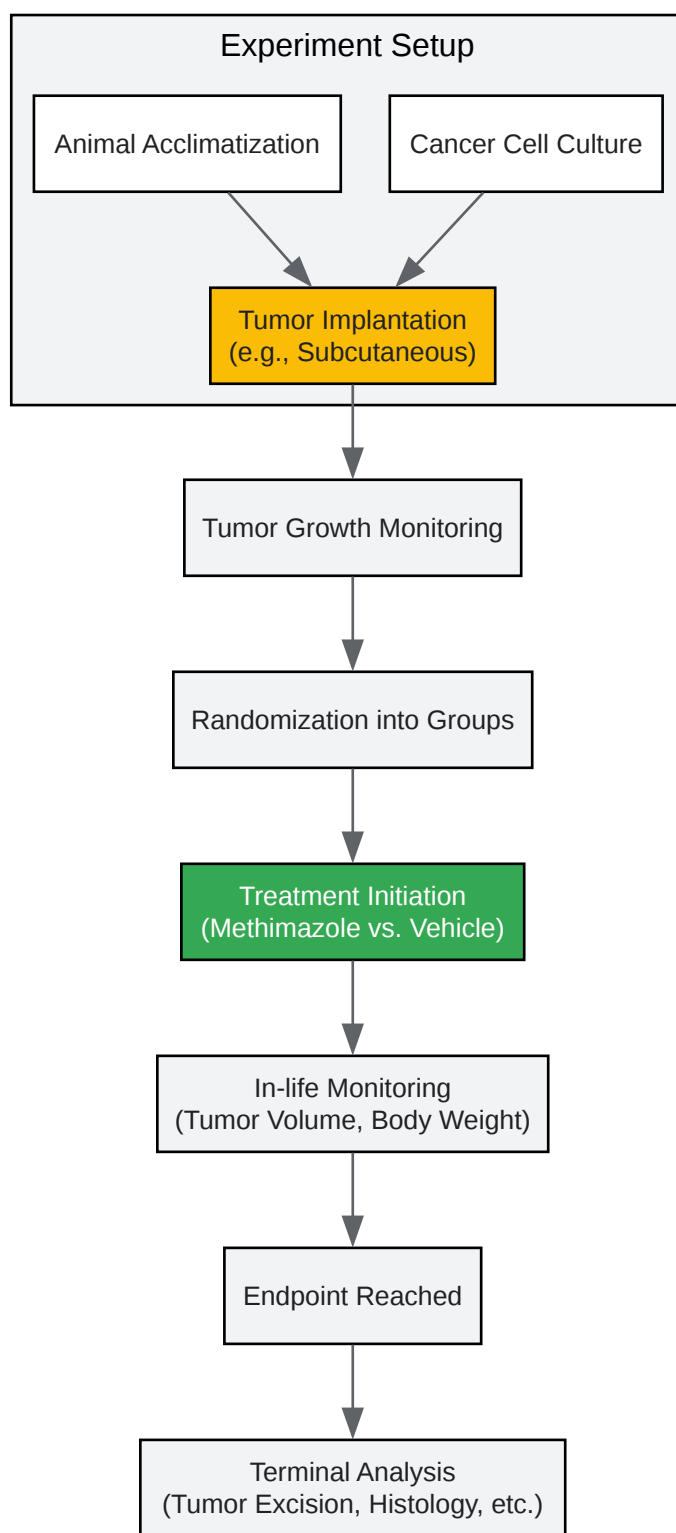 Experiment Setup
Animal Acclimatization
Cancer Cell Culture
Tumor Implantation
(e.g., Subcutaneous)
Tumor Growth Monitoring
Randomization into Groups
Treatment Initiation
(Methimazole vs. Vehicle)
In-life Monitoring
(Tumor Volume, Body Weight)
Endpoint Reached
Terminal Analysis
(Tumor Excision, Histology, etc.)